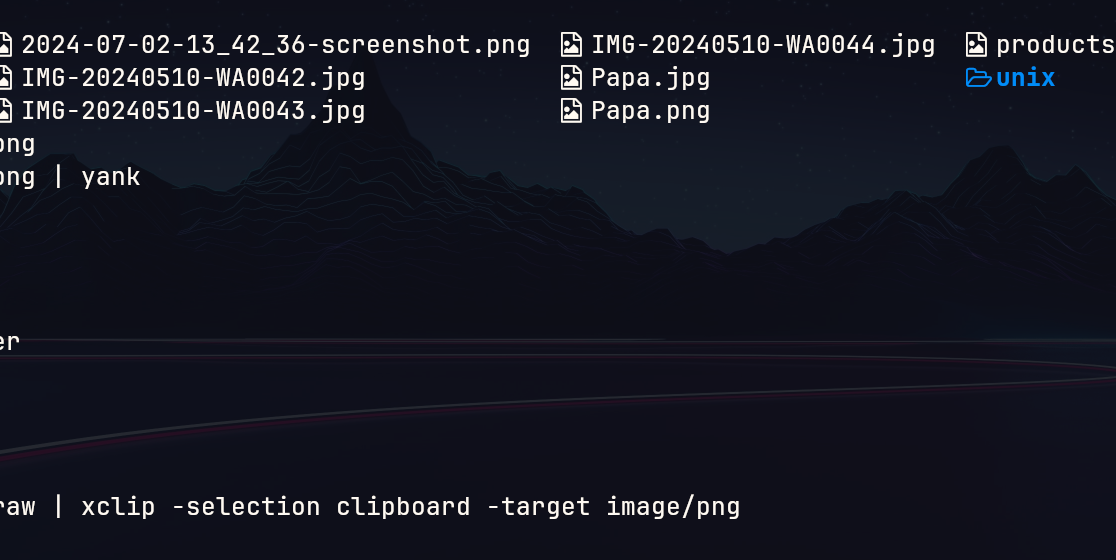 2024-07-02-13_42_36-screenshot.png IMG-20240510-WA0044.jpg products
IMG-20240510-WA0042.jpg Papa.jpg unix
IMG-20240510-WA0043.jpg Papa.png
png
png | yank
er
raw | xclip -selection clipboard -target image/png